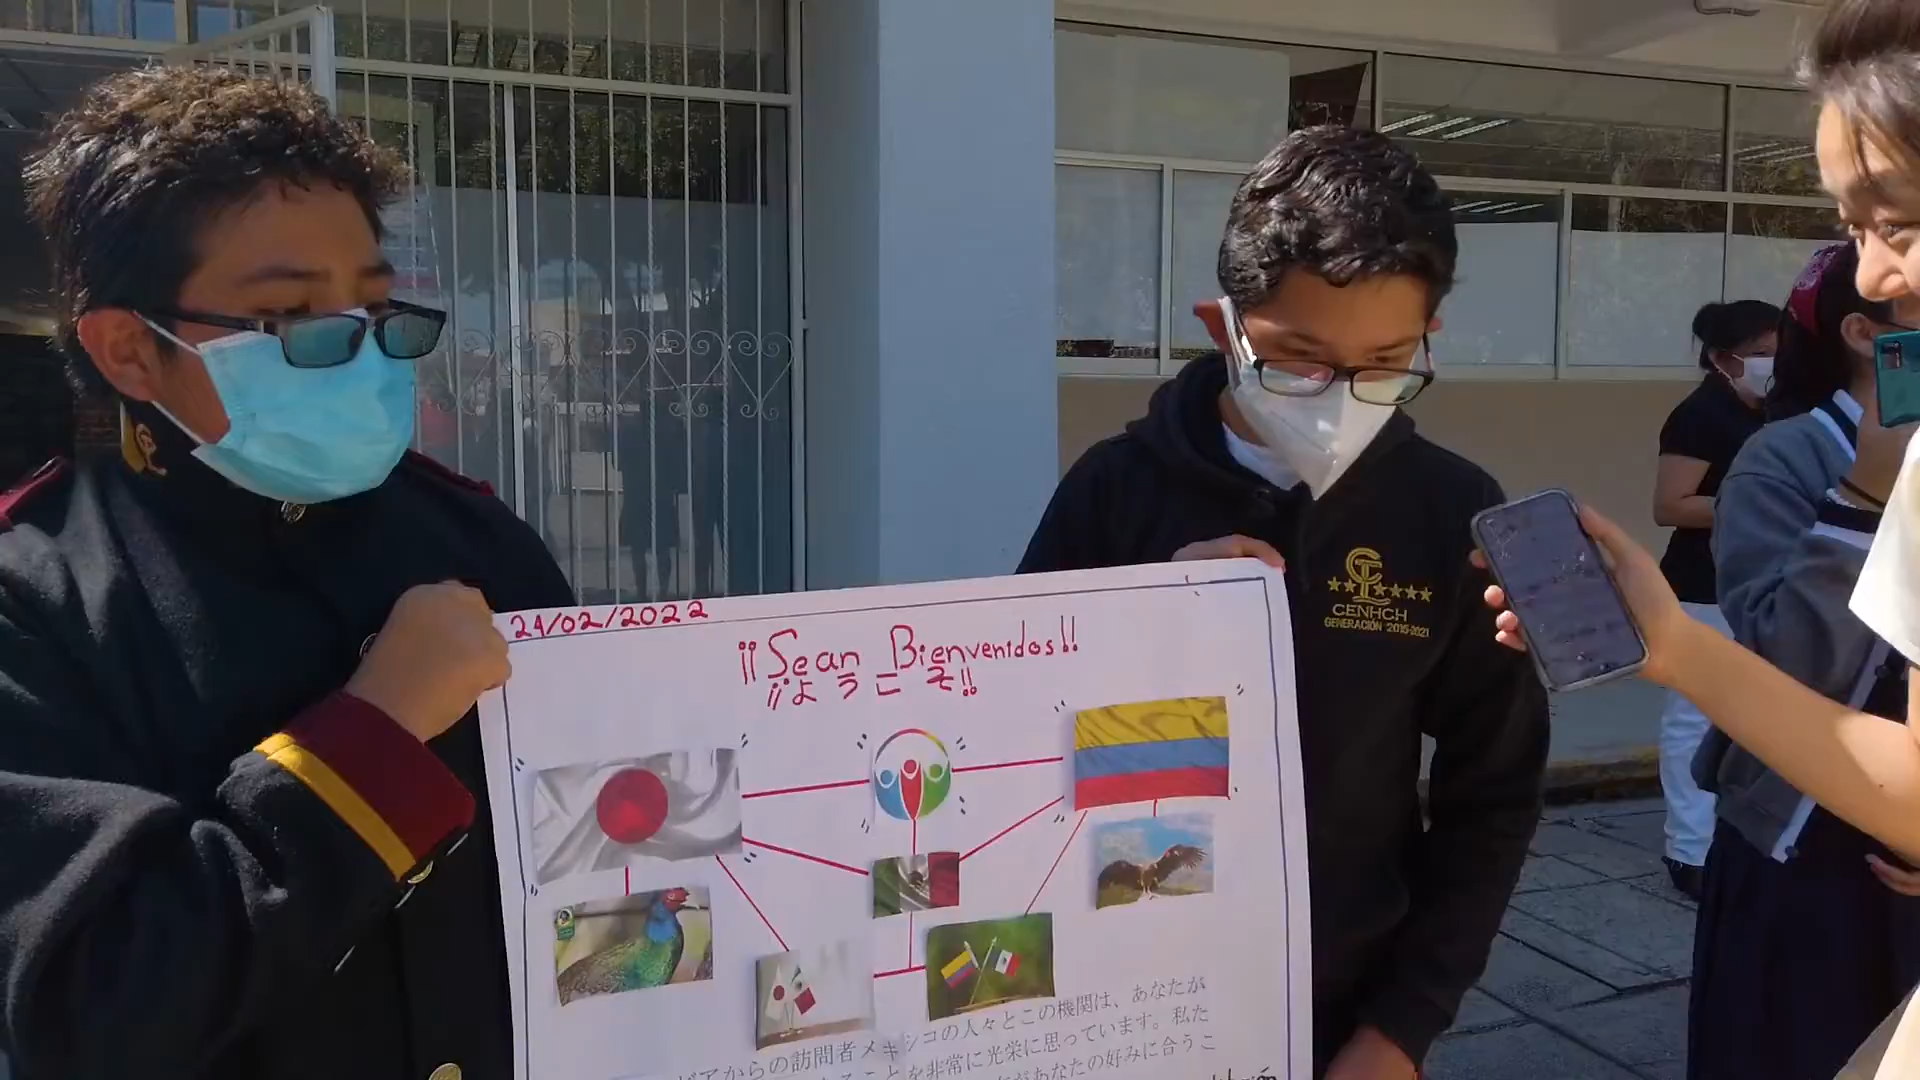 24/02/2022
¡¡Sean Bienvenidos!!
¡¡ようこそ!!
CENHCH
GENERACIÓN 2015-2021
ビアからの訪問者メキシコの人々とこの機関は、あなたが
ことを非常に光栄に思っています。私た
があなたの好みに合うこ